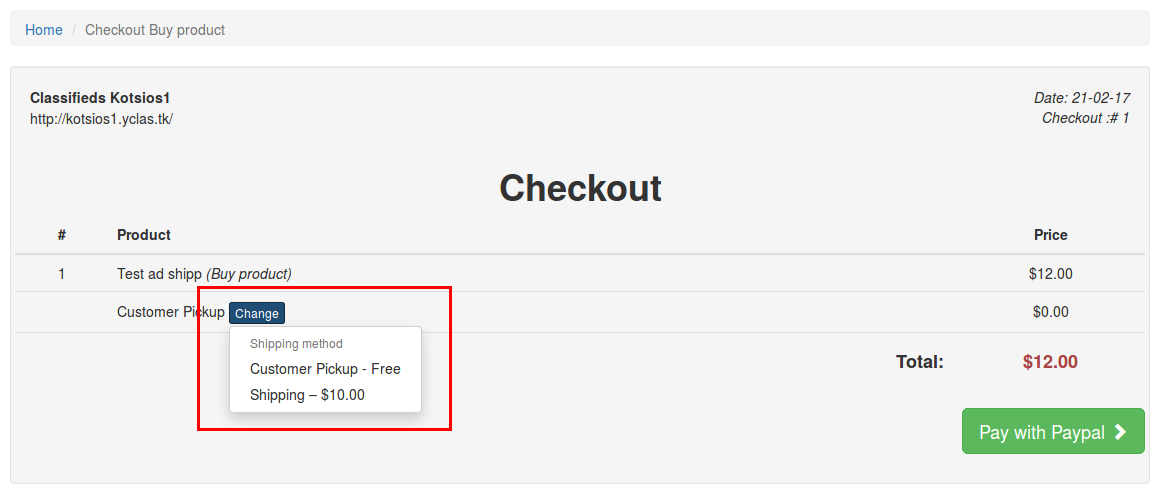 Home / Checkout Buy product
Classifieds Kotsios1
http://kotsios1.yclas.tk/
Date: 21-02-17
Checkout :# 1
Checkout
# Product Price
1 Test ad shipp (Buy product) $12.00
Customer Pickup Change $0.00
Shipping method
Customer Pickup - Free
Shipping – $10.00
Total: $12.00
Pay with Paypal